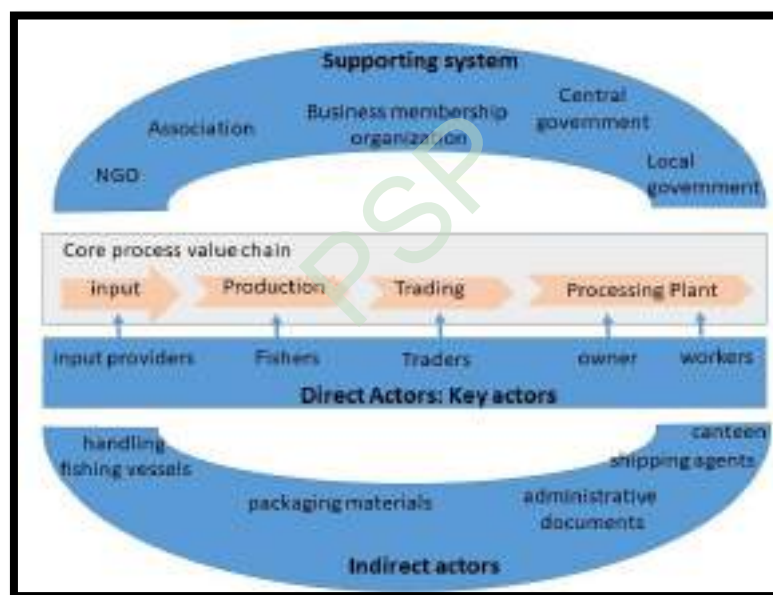 Supporting system
Association
Business membership
organization
Central
government
NGO
Local
government
PSP
Core process value chain
input
Production
Trading
Processing Plant
input providers
Fishers
Traders
owner
workers
Direct Actors: Key actors
handling
fishing vessels
canteen
shipping agents
packaging materials
administrative
documents
Indirect actors